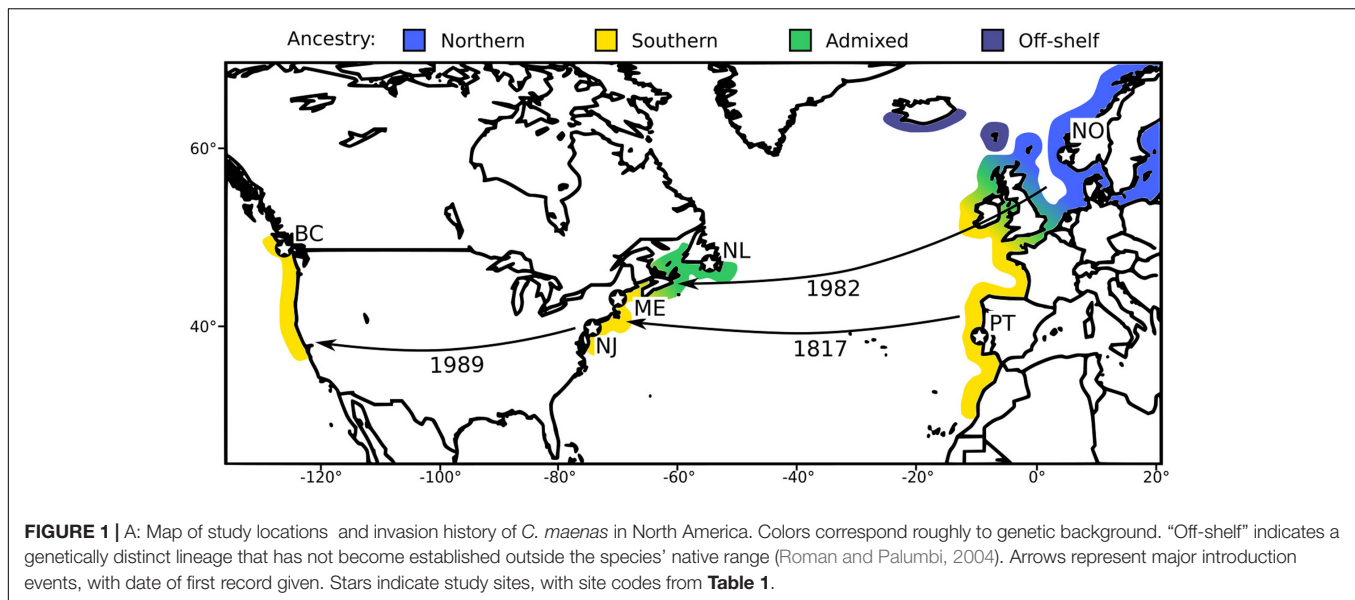 Ancestry: Northern Southern Admixed Off-shelf
60°
40°
NO
BC
NL
1982
ME
PT
NJ
1989
1817
-120° -100° -80° -60° -40° -20° 0° 20°
FIGURE 1 | A: Map of study locations and invasion history of C. maenas in North America. Colors correspond roughly to genetic background. “Off-shelf” indicates a
genetically distinct lineage that has not become established outside the species’ native range (Roman and Palumbi, 2004). Arrows represent major introduction
events, with date of first record given. Stars indicate study sites, with site codes from Table 1.